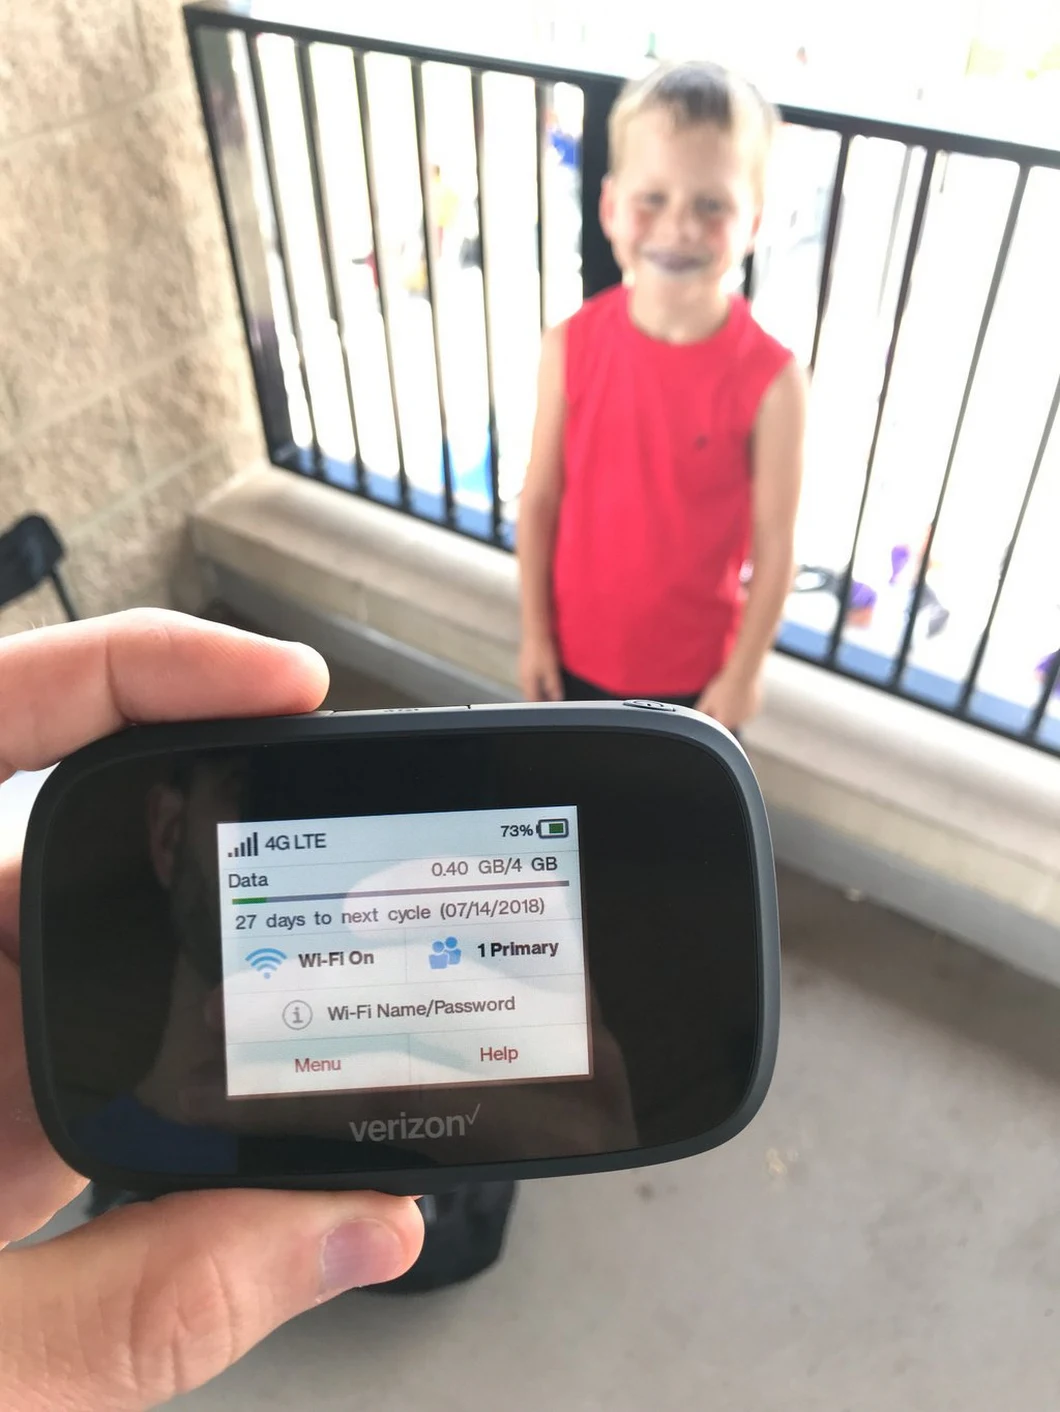 4G LTE 73%
Data 0.40 GB/4 GB
27 days to next cycle (07/14/2018)
Wi-Fi On 1 Primary
i Wi-Fi Name/Password
Menu Help
verizon✓